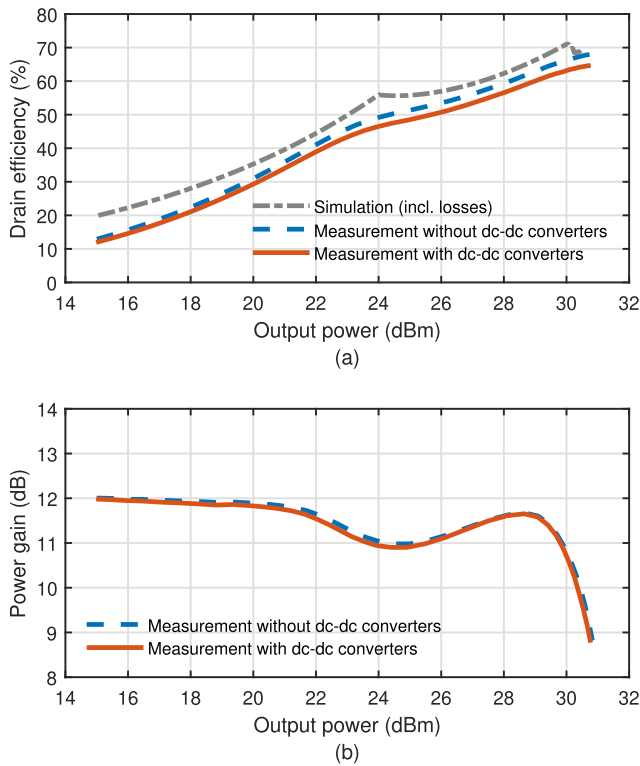 80
70
60
50
40
30
20
10
0
Drain efficiency (%)
Simulation (incl. losses)
Measurement without dc-dc converters
Measurement with dc-dc converters
14 16 18 20 22 24 26 28 30 32
Output power (dBm)
(a)
14
13
12
11
10
9
8
Power gain (dB)
Measurement without dc-dc converters
Measurement with dc-dc converters
14 16 18 20 22 24 26 28 30 32
Output power (dBm)
(b)